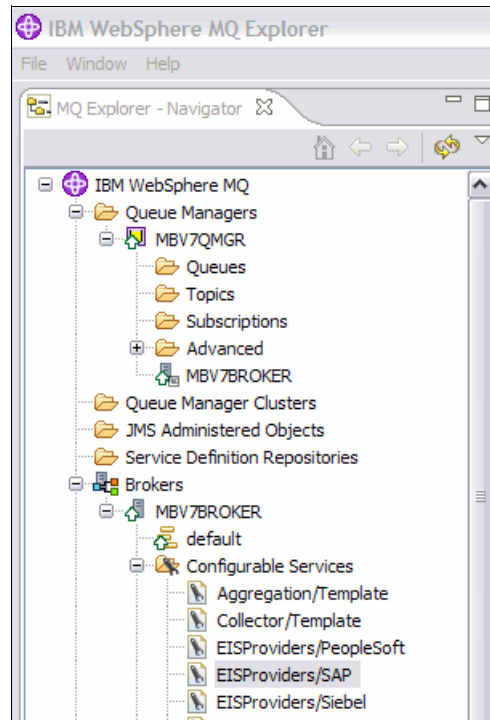 IBM WebSphere MQ Explorer
File Window Help
MQ Explorer - Navigator
IBM WebSphere MQ
Queue Managers
MBV7QMGR
Queues
Topics
Subscriptions
Advanced
MBV7BROKER
Queue Manager Clusters
JMS Administered Objects
Service Definition Repositories
Brokers
MBV7BROKER
default
Configurable Services
Aggregation/Template
Collector/Template
EISProviders/PeopleSoft
EISProviders/SAP
EISProviders/Siebel